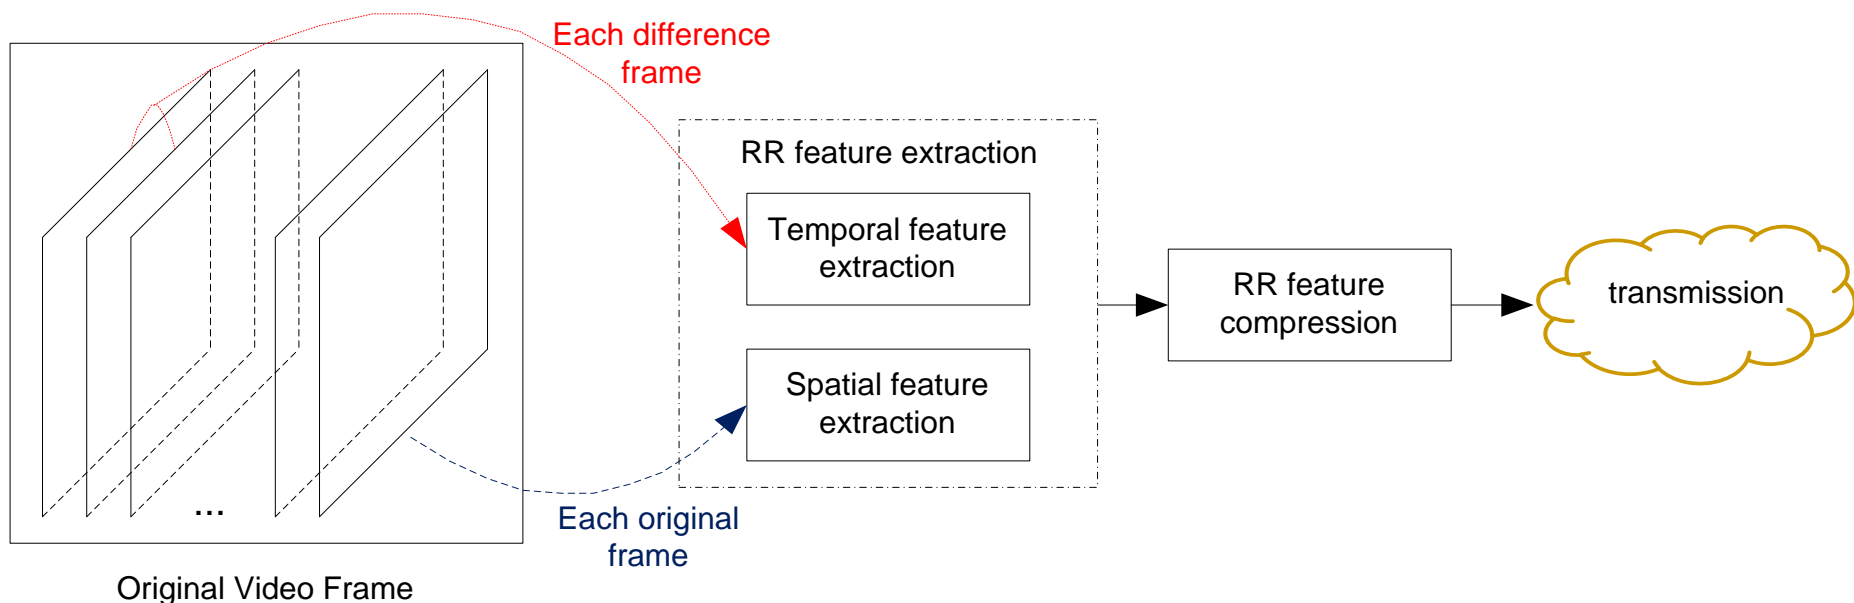 Each difference
frame
RR feature extraction
Temporal feature
extraction
Spatial feature
extraction
RR feature
compression
transmission
...
Each original
frame
Original Video Frame